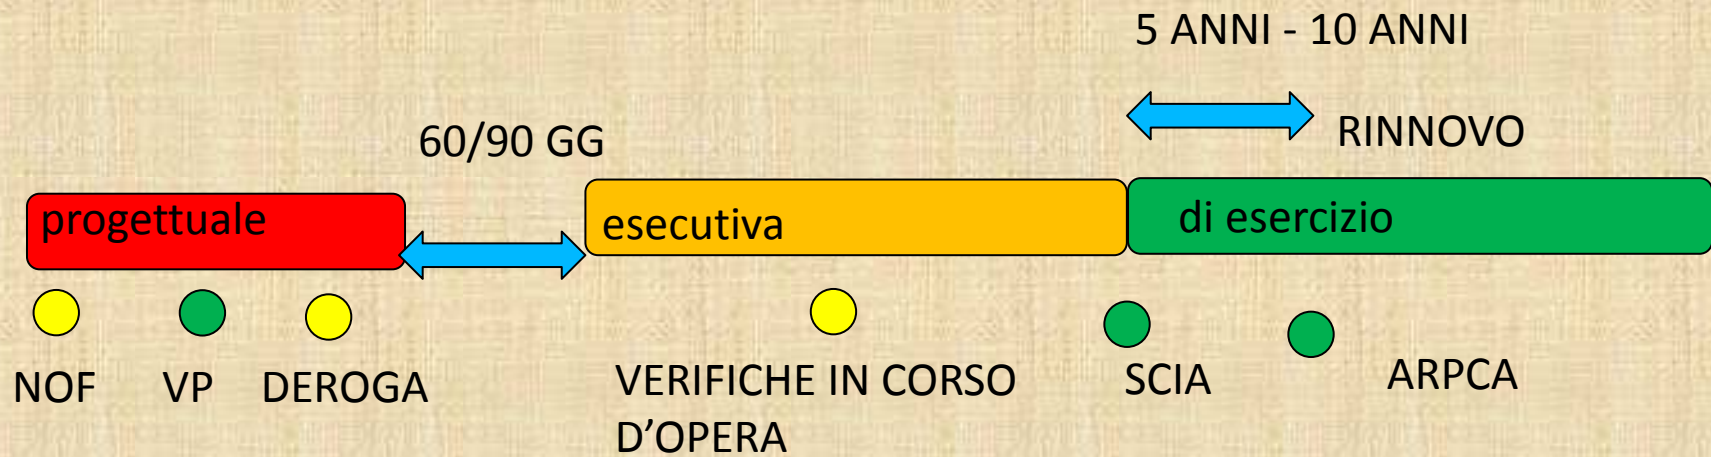 5 ANNI - 10 ANNI
60/90 GG
RINNOVO
progettuale
esecutiva
di esercizio
NOF
VP
DEROGA
VERIFICHE IN CORSO
D'OPERA
SCIA
ARPCA